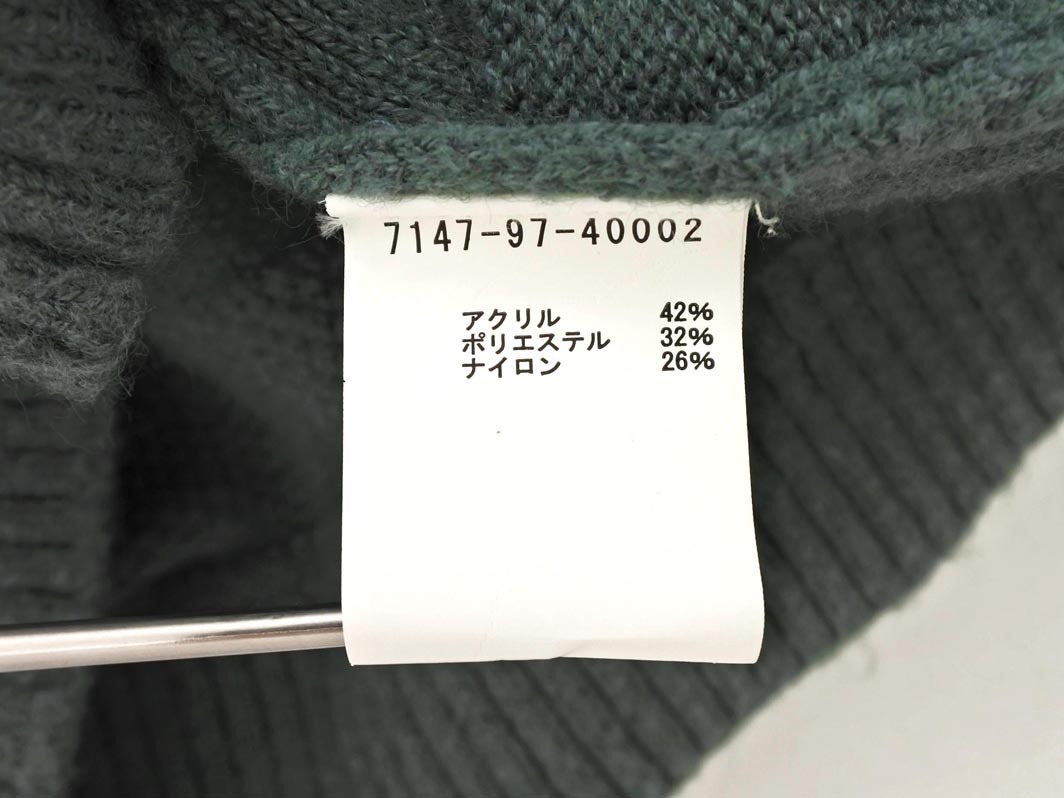 7147-97-40002
アクリル 42%
ポリエステル 32%
ナイロン 26%